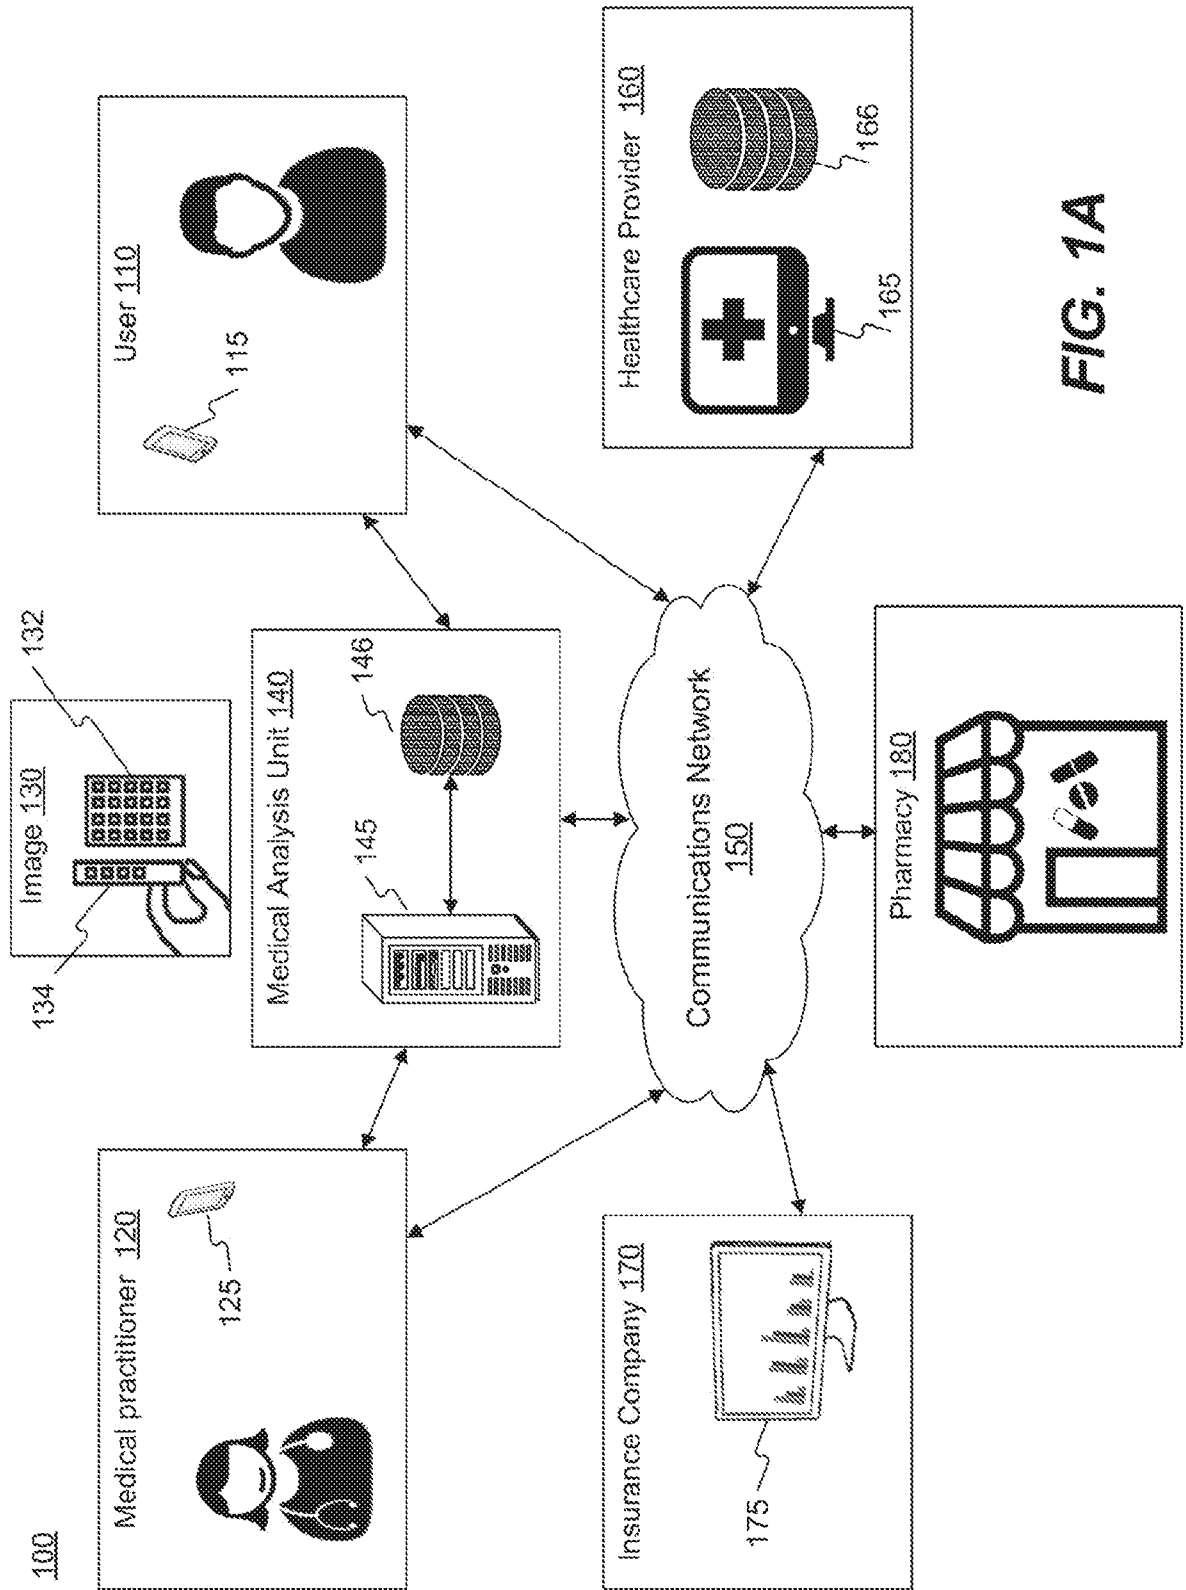 100
134
Image 130
132
Medical practitioner 120
125
Medical Analysis Unit 140
145
146
User 110
115
Communications Network
150
Insurance Company 170
175
Pharmacy 180
Healthcare Provider 160
165
166
FIG. 1A